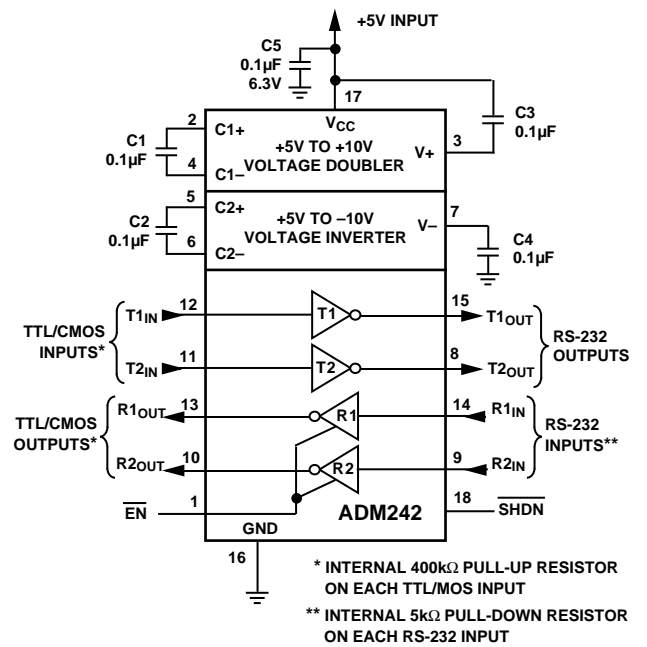 +5V INPUT
C5
0.1µF
6.3V
17
2
C1+
VCC
C3
0.1µF
C1
0.1µF
+5V TO +10V
VOLTAGE DOUBLER
V+
3
4
C1–
5
C2+
7
C2
0.1µF
+5V TO –10V
VOLTAGE INVERTER
V–
6
C2–
C4
0.1µF
TTL/CMOS
INPUTS*
T1IN
12
T1
15
T1OUT
T2IN
11
T2
8
T2OUT
RS-232
OUTPUTS
TTL/CMOS
OUTPUTS*
R1OUT
13
R1
14
R1IN
R2OUT
10
R2
9
R2IN
RS-232
INPUTS**
EN
1
ADM242
18
SHDN
GND
16
* INTERNAL 400kΩ PULL-UP RESISTOR
ON EACH TTL/MOS INPUT
** INTERNAL 5kΩ PULL-DOWN RESISTOR
ON EACH RS-232 INPUT